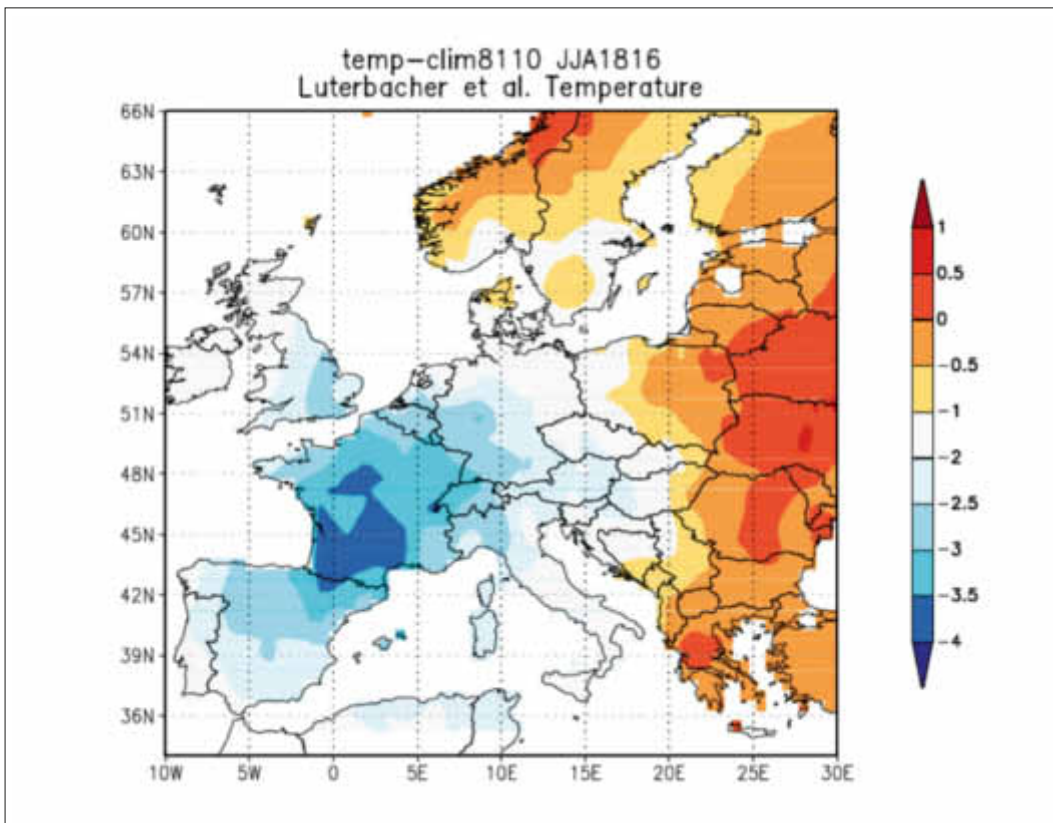 temp-clim8110 JJA1816
Luterbacher et al. Temperature
66N
63N
60N
57N
54N
51N
48N
45N
42N
39N
36N
10W 5W 0 5E 10E 15E 20E 25E 30E
1
0.5
0
-0.5
-1
-2
-2.5
-3
-3.5
-4